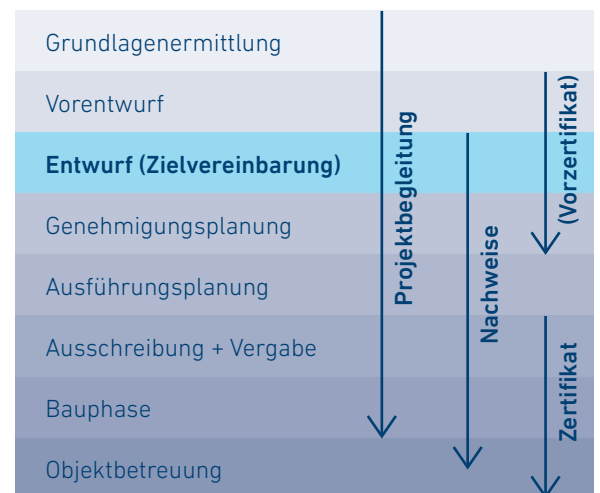 Grundlagenermittlung
Vorentwurf
Entwurf (Zielvereinbarung)
Genehmigungsplanung
Ausführungsplanung
Ausschreibung + Vergabe
Bauphase
Objektbetreuung
Projektbegleitung
Nachweise
(Vorzertifikat)
Zertifikat